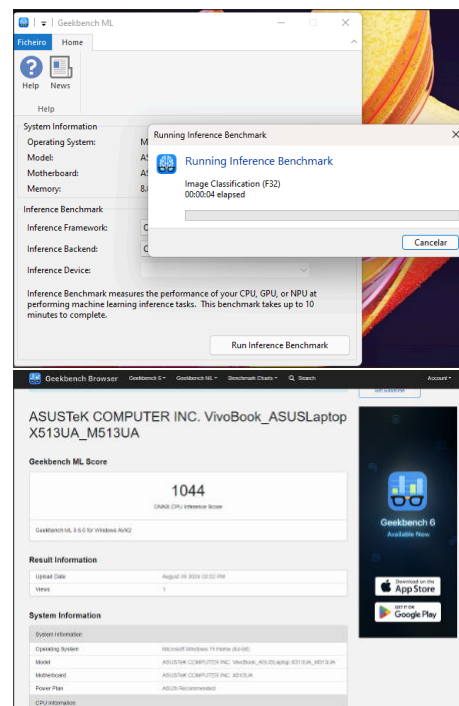 Geekbench ML
Ficheiro Home
Help News
Help
System Information
Operating System: M
Model: AS
Motherboard: AS
Memory: 8.
Inference Benchmark
Inference Framework: O
Inference Backend: C
Inference Device:
Inference Benchmark measures the performance of your CPU, GPU, or NPU at
performing machine learning inference tasks. This benchmark takes up to 10
minutes to complete.
Run Inference Benchmark
Running Inference Benchmark
Running Inference Benchmark
Image Classification (F32)
00:00:04 elapsed
Cancelar
Geekbench Browser Geekbench 6 Geekbench ML Benchmark Charts Search Account
ASUSTeK COMPUTER INC. VivoBook_ASUSLaptop
X513UA_M513UA
Geekbench ML Score
1044
ONNX CPU Inference Score
Geekbench ML 0.6.0 for Windows AVX2
Result Information
Upload Date August 09 2024 02:02 PM
Views 1
System Information
System Information
Operating System Microsoft Windows 11 Home (64-bit)
Model ASUSTeK COMPUTER INC. VivoBook_ASUSLaptop X513UA_M513UA
Motherboard ASUSTeK COMPUTER INC. X513UA
Power Plan ASUS Recommended
CPU Information
Geekbench 6
Available Now
Download on the
App Store
GET IT ON
Google Play